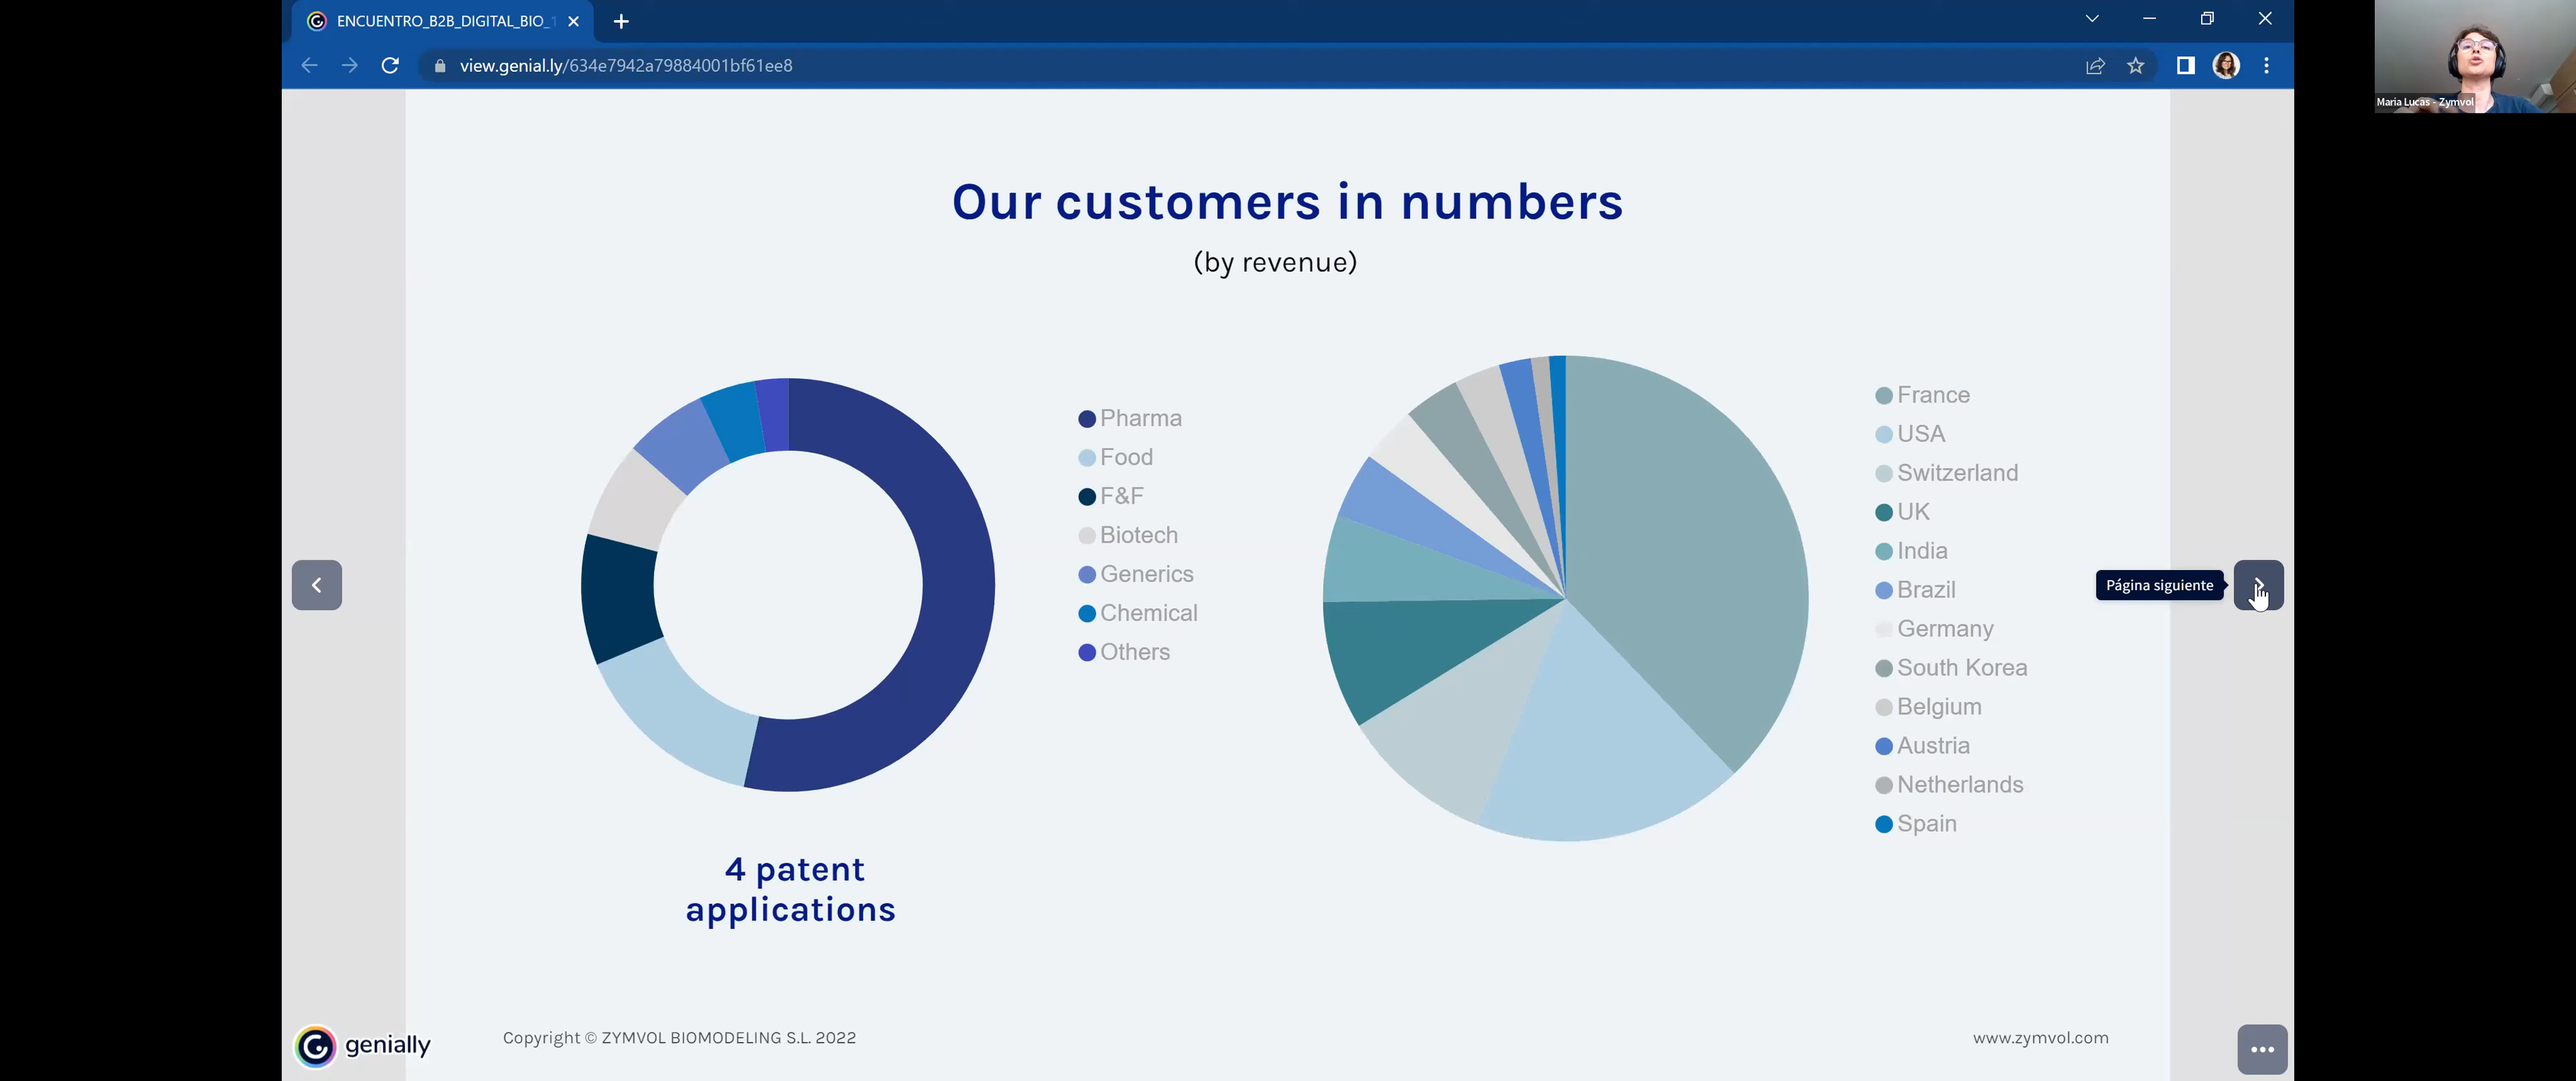 ENCUENTRO_B2B_DIGITAL_BIO_
view.genial.ly/634e7942a79884001bf61ee8
Maria Lucas - Zymvol
Our customers in numbers
(by revenue)
Pharma
Food
F&F
Biotech
Generics
Chemical
Others
4 patent
applications
France
USA
Switzerland
UK
India
Brazil
Germany
South Korea
Belgium
Austria
Netherlands
Spain
Página siguiente
genially
Copyright © ZYMVOL BIOMODELING S.L. 2022
www.zymvol.com